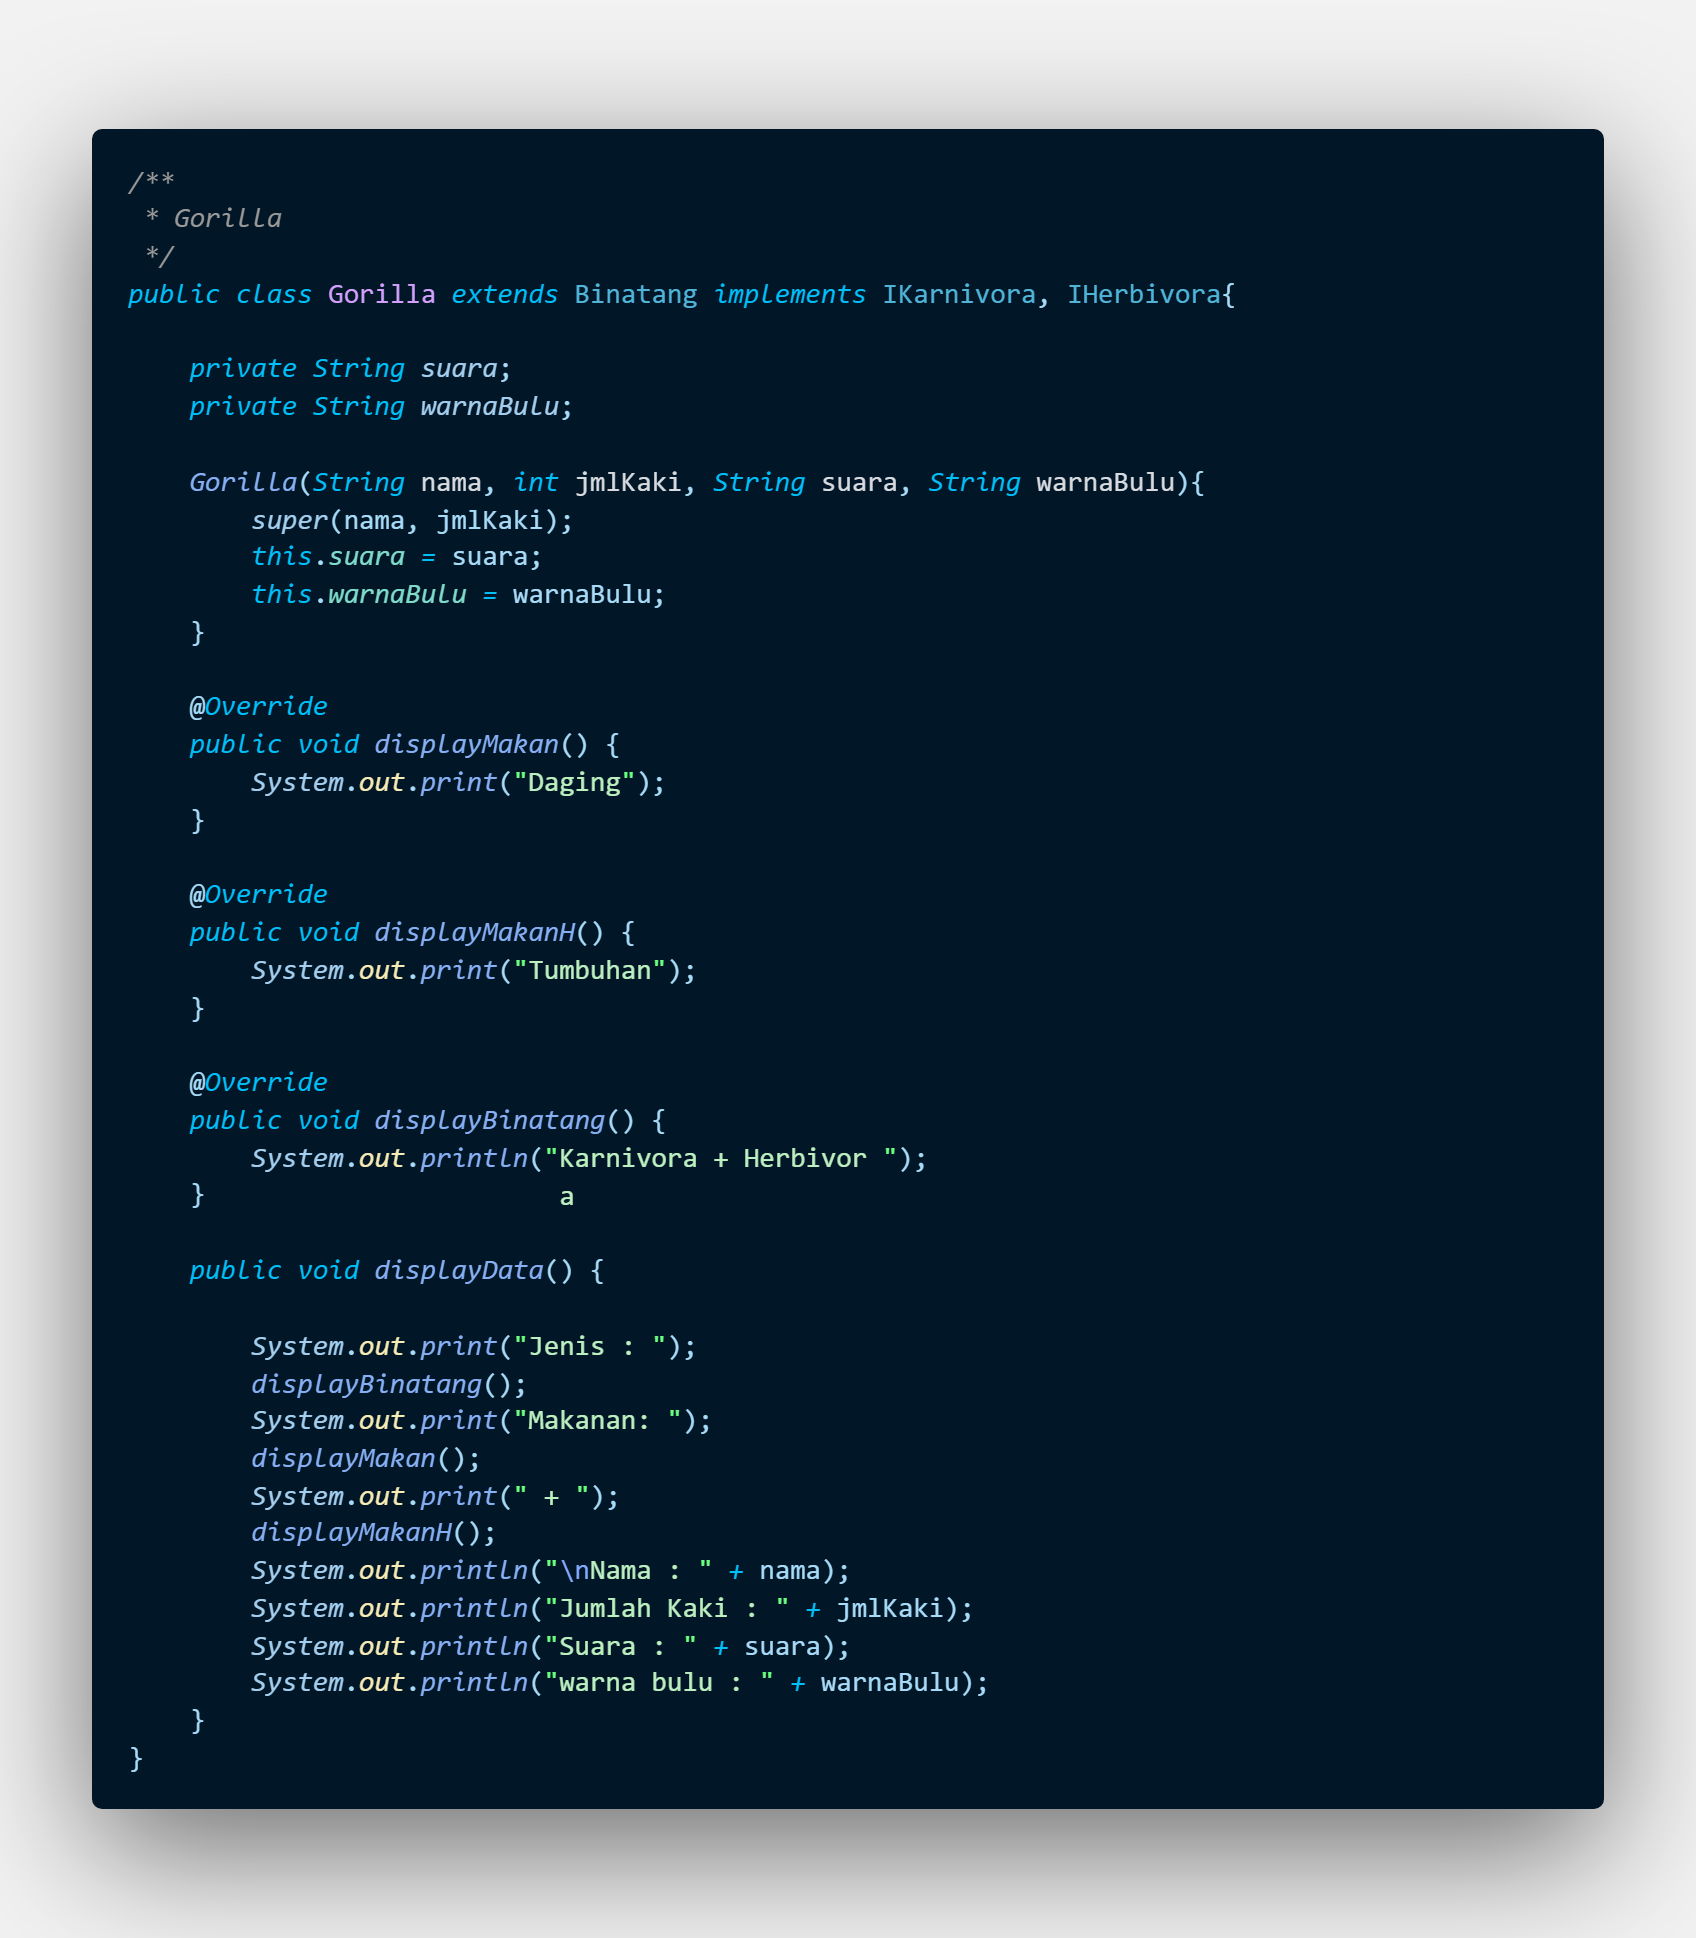 /**
 * Gorilla
 */
public class Gorilla extends Binatang implements IKarnivora, IHerbivora{

    private String suara;
    private String warnaBulu;

    Gorilla(String nama, int jmlKaki, String suara, String warnaBulu){
        super(nama, jmlKaki);
        this.suara = suara;
        this.warnaBulu = warnaBulu;
    }

    @Override
    public void displayMakan() {
        System.out.print("Daging");
    }

    @Override
    public void displayMakanH() {
        System.out.print("Tumbuhan");
    }

    @Override
    public void displayBinatang() {
        System.out.println("Karnivora + Herbivor ");
    }                       a

    public void displayData() {

        System.out.print("Jenis : ");
        displayBinatang();
        System.out.print("Makanan: ");
        displayMakan();
        System.out.print(" + ");
        displayMakanH();
        System.out.println("\nNama : " + nama);
        System.out.println("Jumlah Kaki : " + jmlKaki);
        System.out.println("Suara : " + suara);
        System.out.println("warna bulu : " + warnaBulu);
    }
}